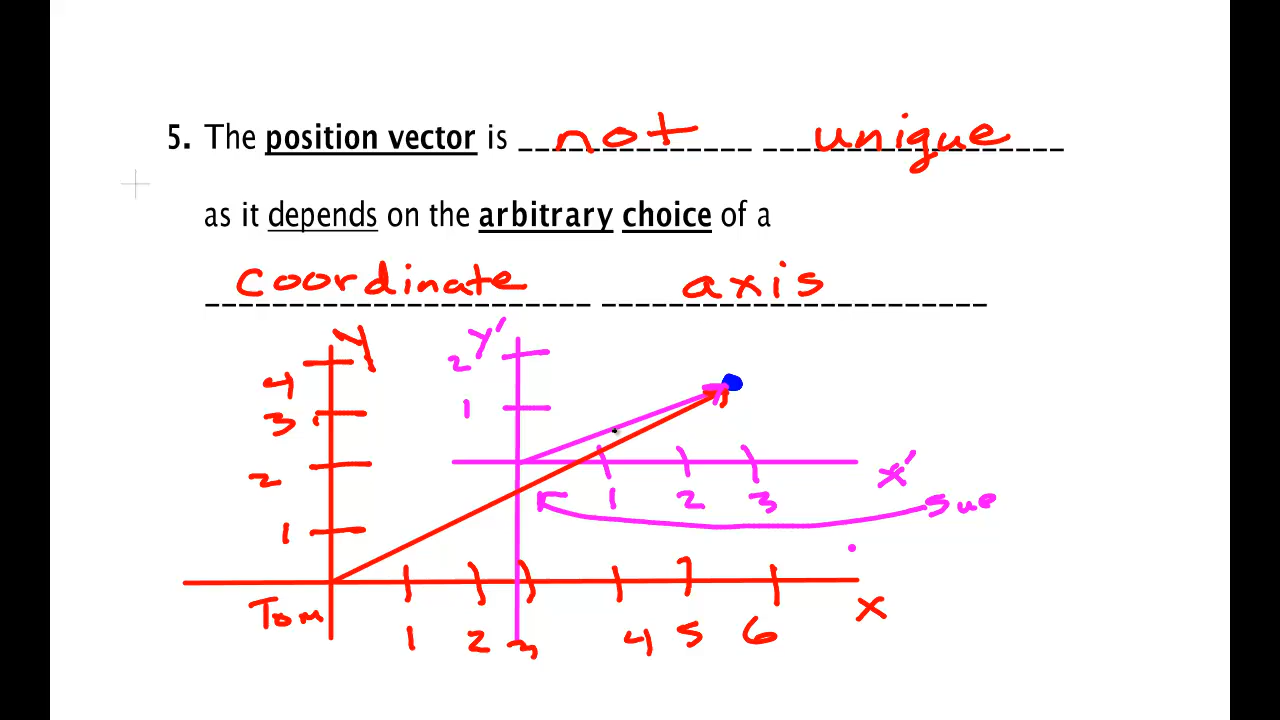 5. The position vector is not unique
as it depends on the arbitrary choice of a
coordinate axis
Y
Y'
4
2
3
1
2
x'
1 2 3
Sue
1
Tom
x
1 2 3 4 5 6